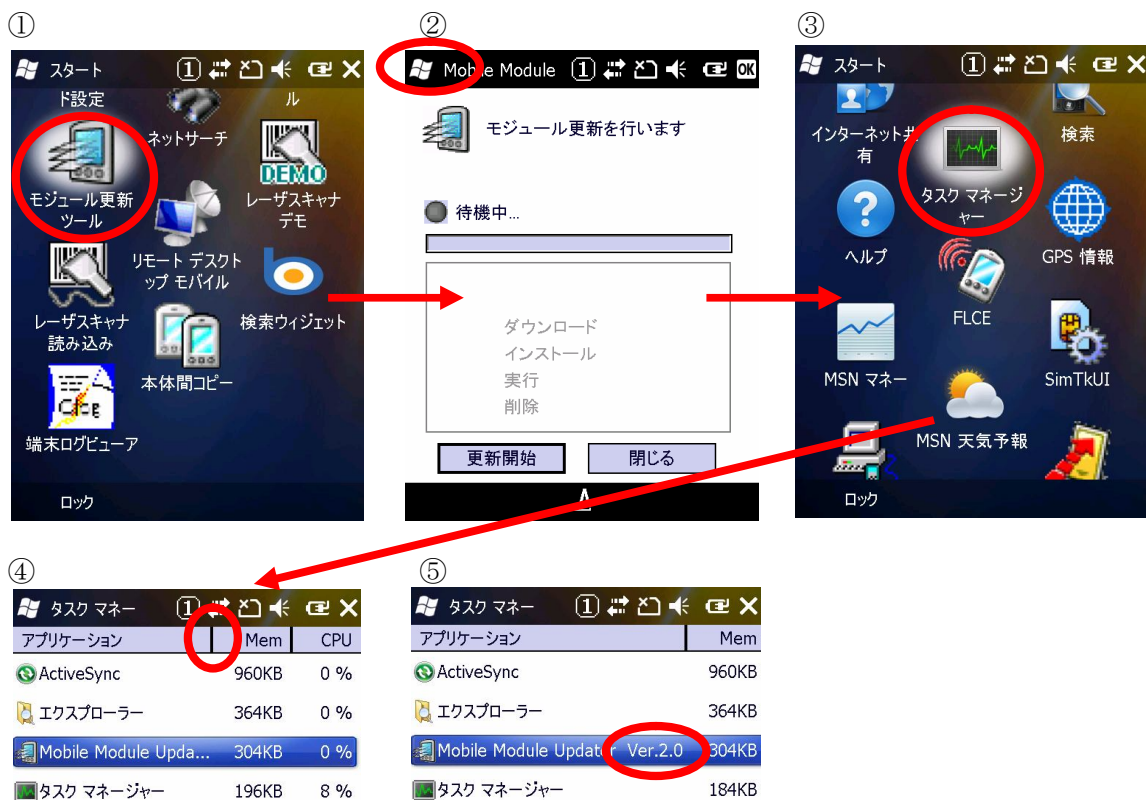 ①
スタート
1
ド設定
ル
ネットサーチ
DEMO
モジュール更新
ツール
レーザスキャナ
デモ
リモート デスクト
ップ モバイル
レーザスキャナ
読み込み
検索ウィジェット
本体間コピー
端末ログビューア
ロック
②
Mobile Module
1
OK
モジュール更新を行います
待機中...
ダウンロード
インストール
実行
削除
更新開始
閉じる
③
スタート
1
インターネット共
有
検索
タスク マネージ
ャー
ヘルプ
GPS 情報
FLCE
MSN マネー
SimTkUI
MSN 天気予報
ロック
④
タスク マネー
1
アプリケーション Mem CPU
ActiveSync 960KB 0 %
エクスプローラー 364KB 0 %
Mobile Module Upda... 304KB 0 %
タスク マネージャー 196KB 8 %
⑤
タスク マネー
1
アプリケーション Mem
ActiveSync 960KB
エクスプローラー 364KB
Mobile Module Updater Ver.2.0 304KB
タスク マネージャー 184KB